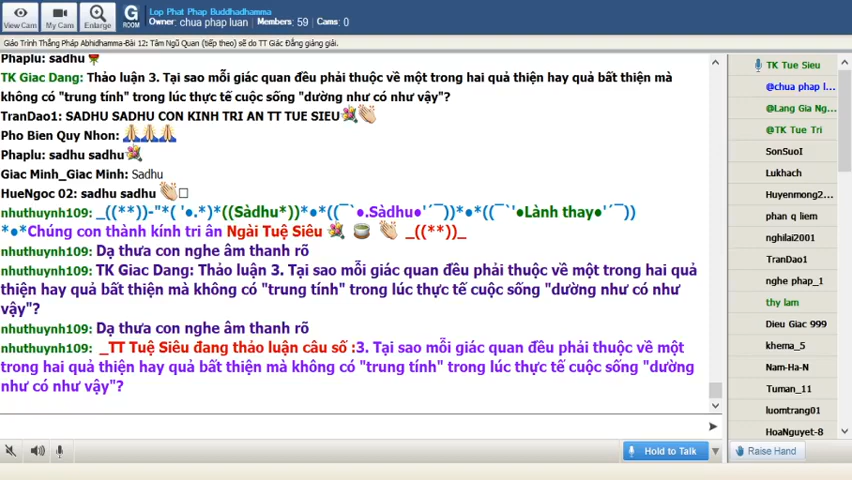 Lop Phat Phap Buddhadhamma
Owner: chua phap luan Members: 59 Cams: 0
View Cam My Cam Enlarge G ROOM
Giáo Trình Thắng Pháp Abhidhamma-Bài 12: Tâm Ngũ Quan (tiếp theo) sẽ do TT Giác Đẳng giảng giải.
Phaplu: sadhu
TK Giac Dang: Thảo luận 3. Tại sao mỗi giác quan đều phải thuộc về một trong hai quả thiện hay quả bất thiện mà
không có "trung tính" trong lúc thực tế cuộc sống "dường như có như vậy"?
TranDao1: SADHU SADHU CON KINH TRI AN TT TUE SIEU
Pho Bien Quy Nhon:
Phaplu: sadhu sadhu
Giac Minh_Giac Minh: Sadhu
HueNgoc 02: sadhu sadhu
nhuthuynh109: _((**))-"*( '•.*)*((Sàdhu*))*•*((¯`•.Sàdhu•'´¯))*•*((¯`'•Lành thay•'´¯))
*•*Chúng con thành kính tri ân Ngài Tuệ Siêu _((**))_
nhuthuynh109: Dạ thưa con nghe âm thanh rõ
nhuthuynh109: TK Giac Dang: Thảo luận 3. Tại sao mỗi giác quan đều phải thuộc về một trong hai quả
thiện hay quả bất thiện mà không có "trung tính" trong lúc thực tế cuộc sống "dường như có như
vậy"?
nhuthuynh109: Dạ thưa con nghe âm thanh rõ
nhuthuynh109: _TT Tuệ Siêu đang thảo luận câu số :3. Tại sao mỗi giác quan đều phải thuộc về một
trong hai quả thiện hay quả bất thiện mà không có "trung tính" trong lúc thực tế cuộc sống "dường
như có như vậy"?
Hold to Talk
TK Tue Sieu
@chua phap l...
@Lang Gia Ng...
@TK Tue Tri
SonSuoI
Lukhach
Huyenmong2...
phan q liem
nghilai2001
TranDao1
nghe phap_1
thy lam
Dieu Giac 999
khema_5
Nam-Ha-N
Tuman_11
luomtrang01
HoaNguyet-8
Raise Hand